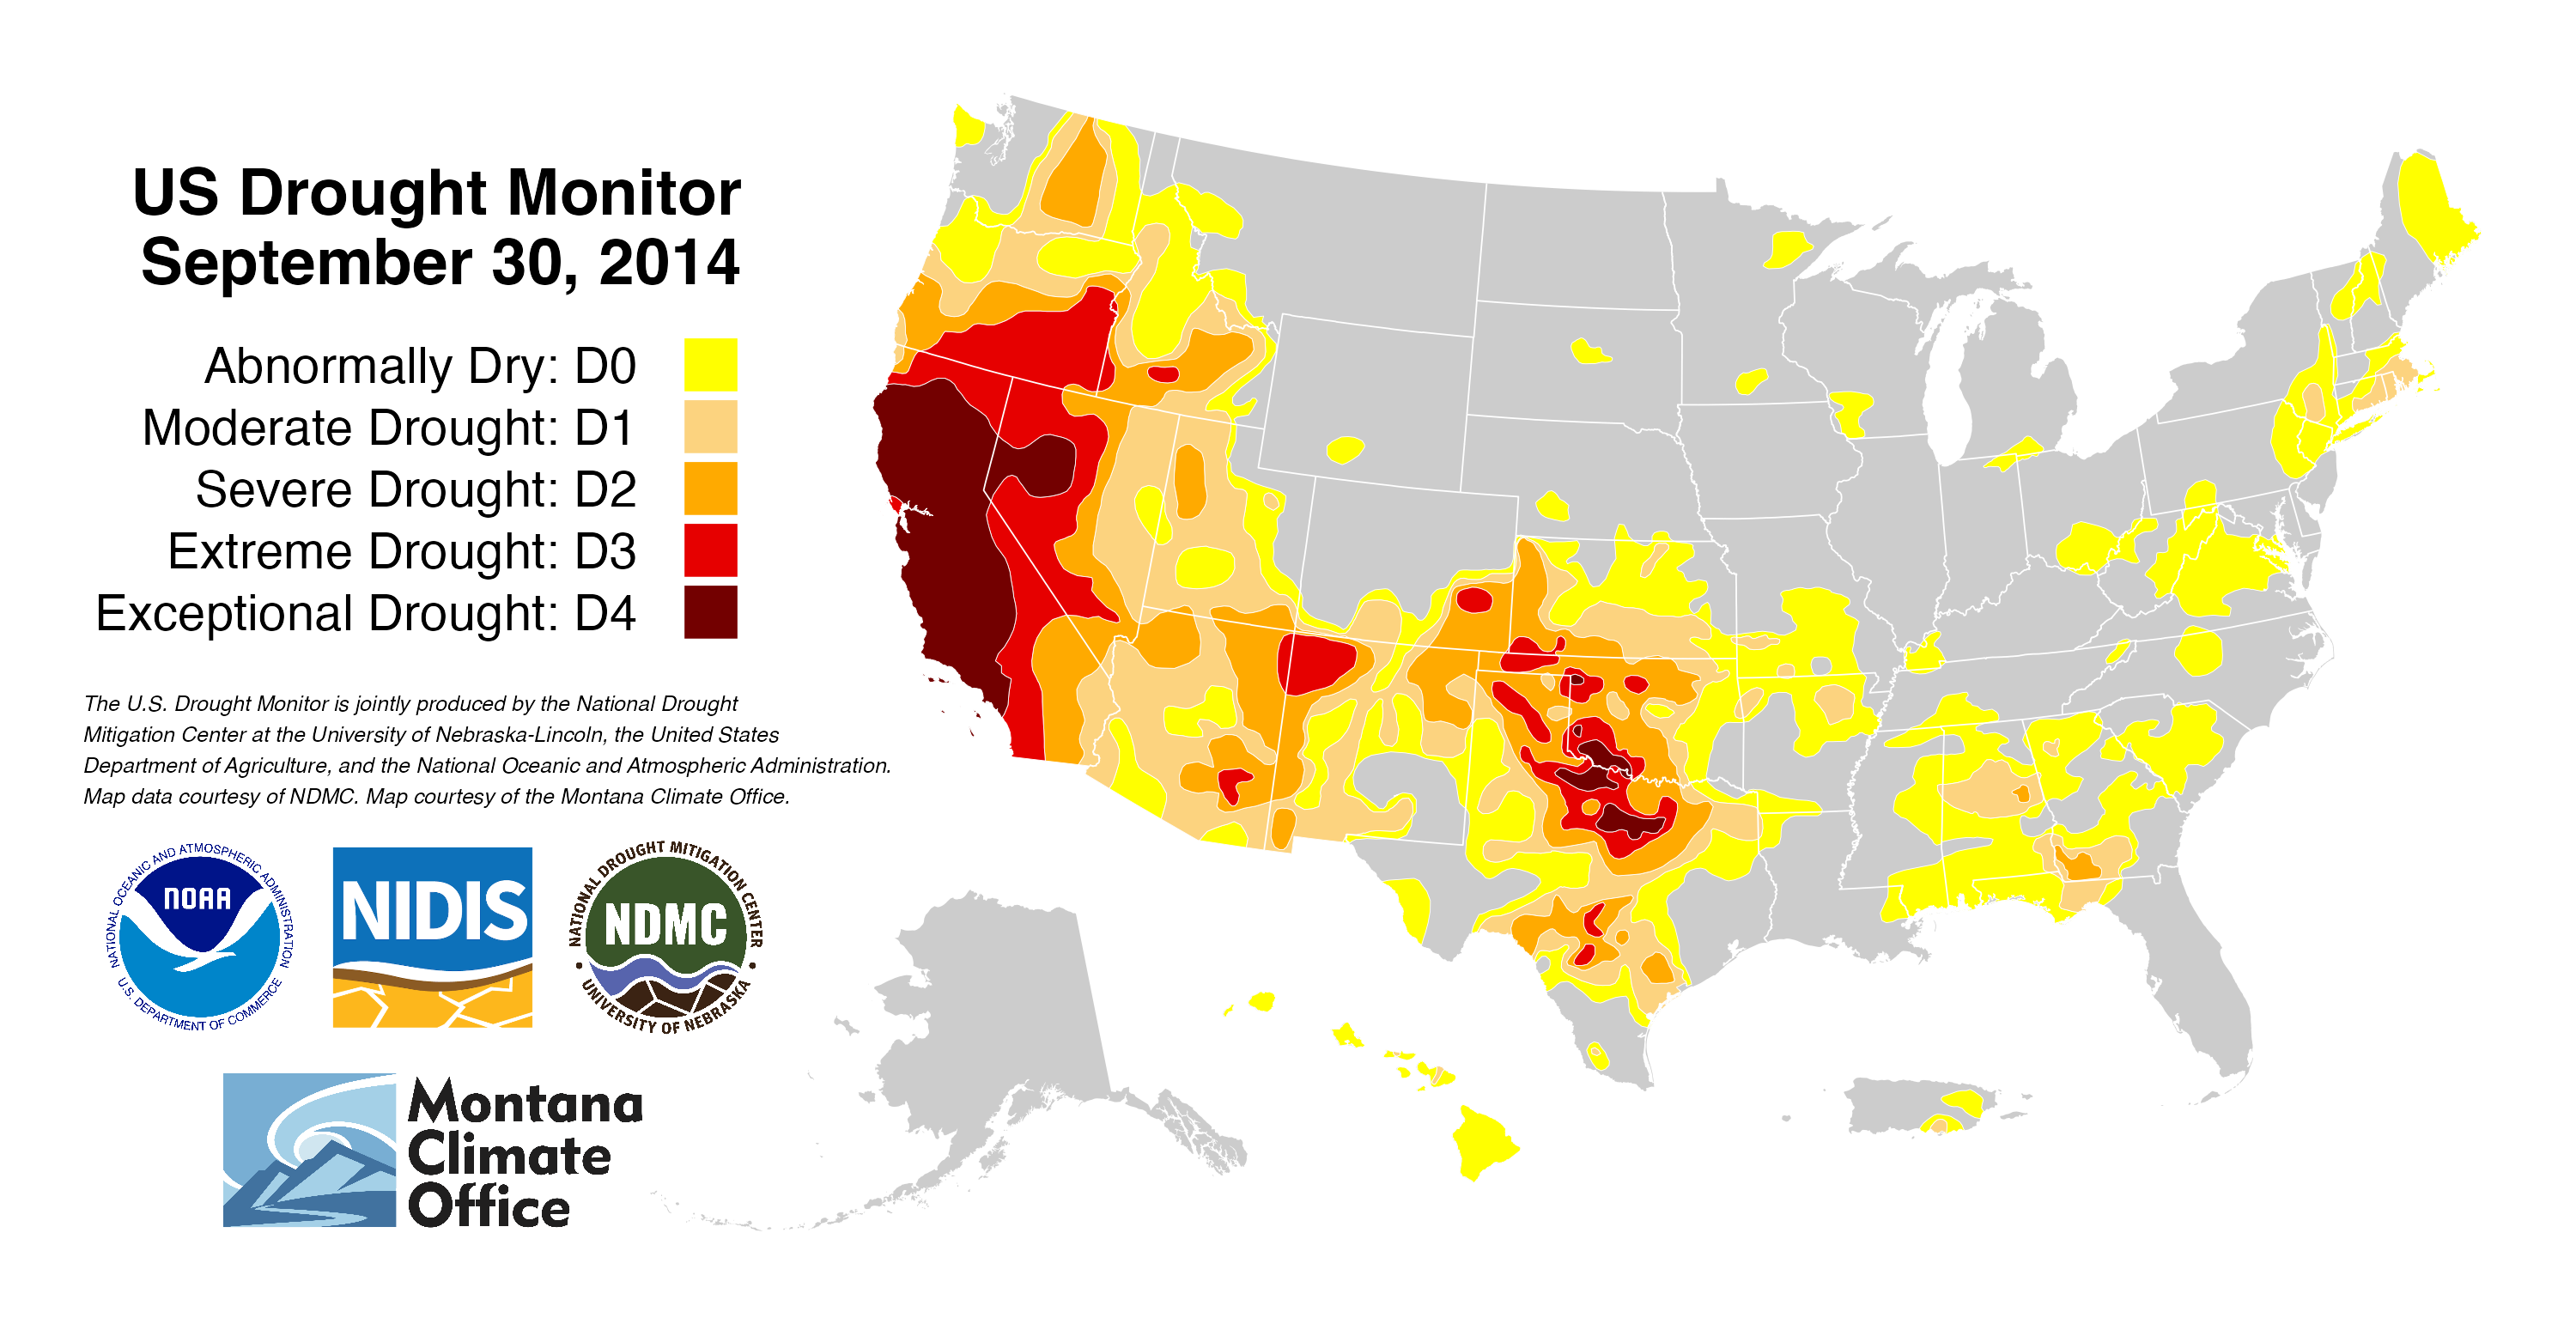 US Drought Monitor
September 30, 2014
Abnormally Dry: D0
Moderate Drought: D1
Severe Drought: D2
Extreme Drought: D3
Exceptional Drought: D4
The U.S. Drought Monitor is jointly produced by the National Drought
Mitigation Center at the University of Nebraska-Lincoln, the United States
Department of Agriculture, and the National Oceanic and Atmospheric Administration.
Map data courtesy of NDMC. Map courtesy of the Montana Climate Office.
NATIONAL OCEANIC AND ATMOSPHERIC ADMINISTRATION
NOAA
U.S. DEPARTMENT OF COMMERCE
NIDIS
NATIONAL DROUGHT MITIGATION CENTER
NDMC
UNIVERSITY OF NEBRASKA
Montana
Climate
Office